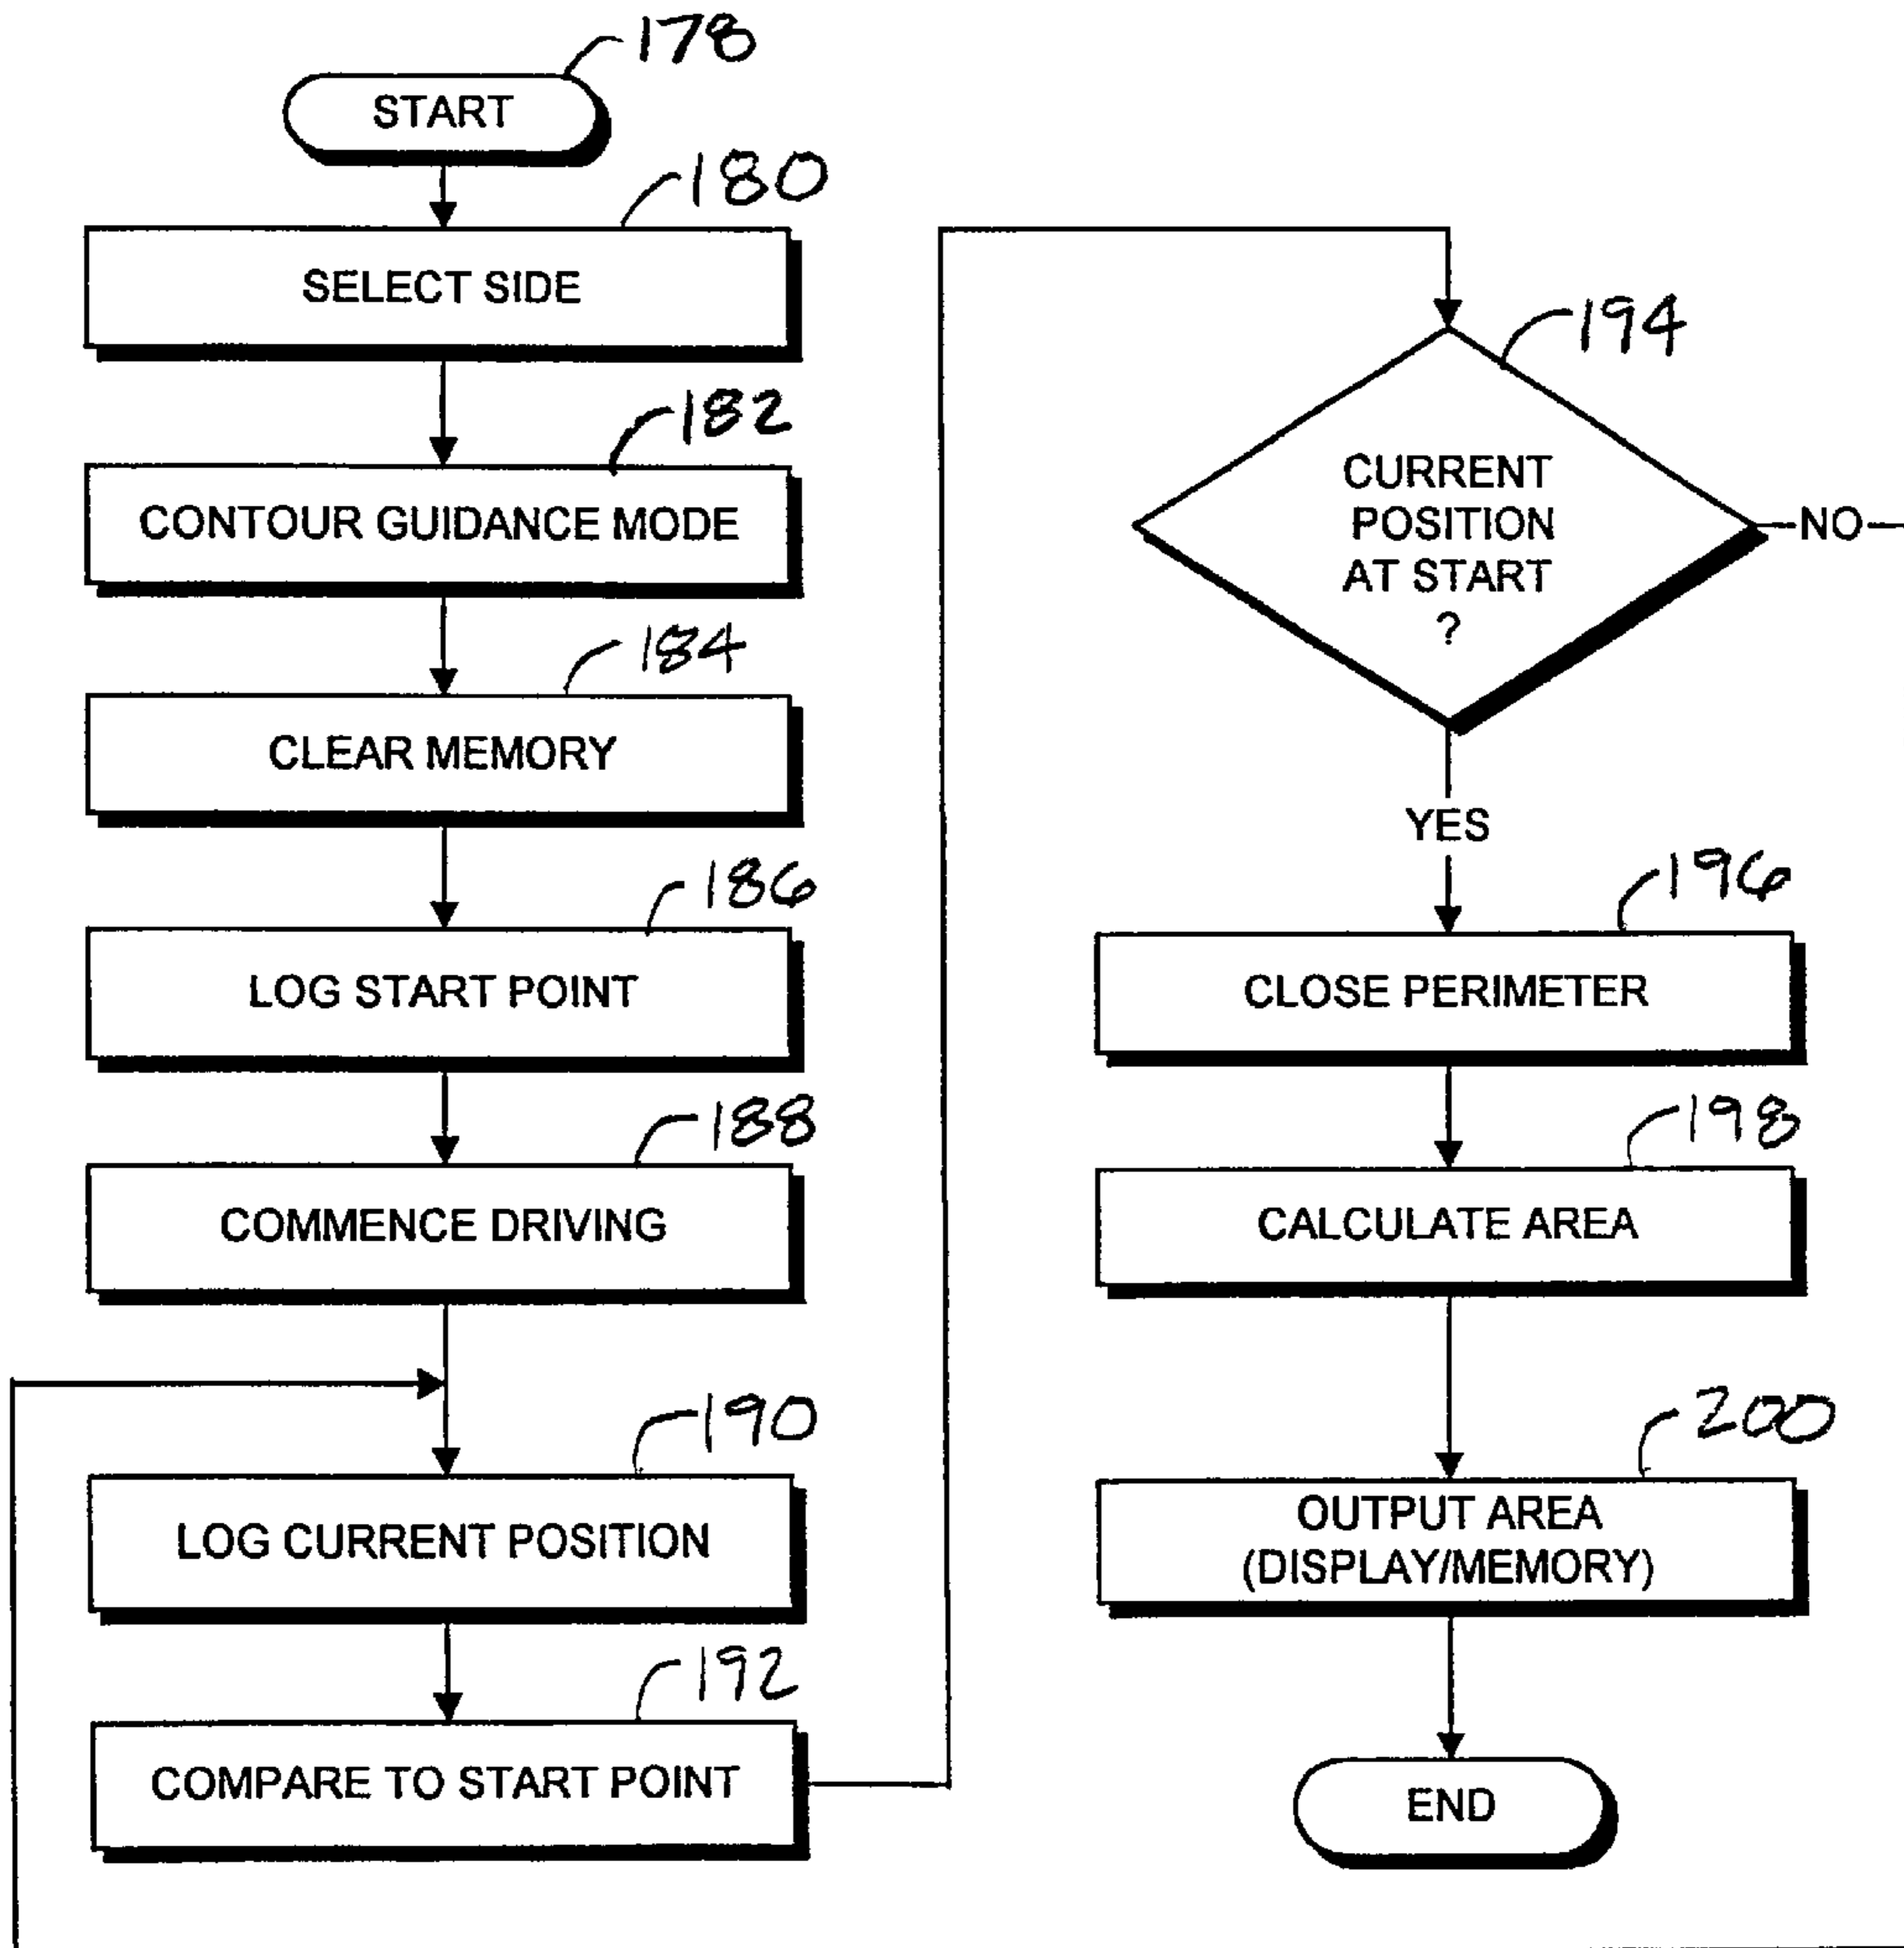 178
START
180
SELECT SIDE
182
CONTOUR GUIDANCE MODE
184
CLEAR MEMORY
186
LOG START POINT
188
COMMENCE DRIVING
190
LOG CURRENT POSITION
192
COMPARE TO START POINT
194
CURRENT
POSITION
AT START
?
NO
YES
196
CLOSE PERIMETER
198
CALCULATE AREA
200
OUTPUT AREA
(DISPLAY/MEMORY)
END